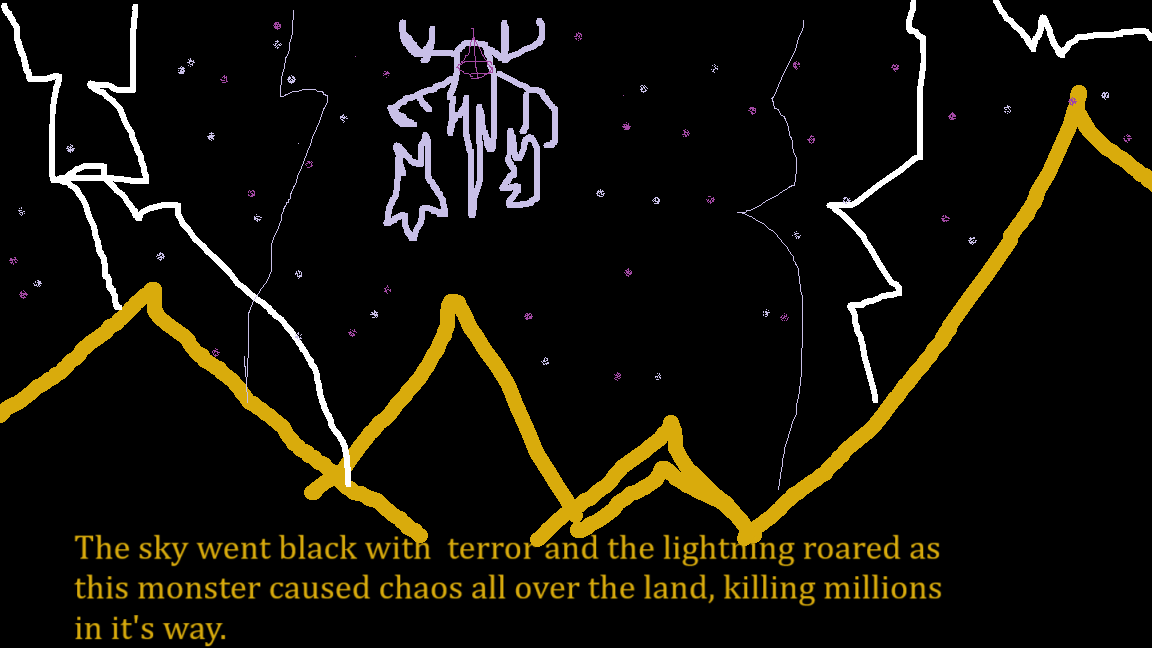 The sky went black with  terror and the lightning roared as
this monster caused chaos all over the land, killing millions
in it's way.